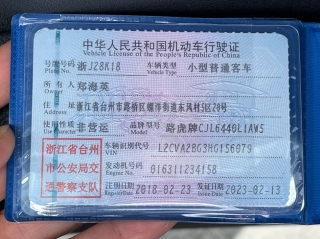 中华人民共和国机动车行驶证
Vehicle License of the People's Republic of China
号牌号码 浙J28K18 车辆类型 小型普通客车
Plate No. Vehicle Type
所有人 郑海英
Owner
住址 浙江省台州市路桥区螺洋街道东风村5区20号
Address
使用性质 非营运 品牌型号 路虎牌CJL6440L1AW5
Use Character Model
浙江省台州市公安局交通警察支队
车辆识别代号 L2CVA2BG3HG156079
VIN
发动机号码 016311234158
Engine No.
注册日期 2018-02-23 发证日期 2023-02-13
Register Date Issue Date